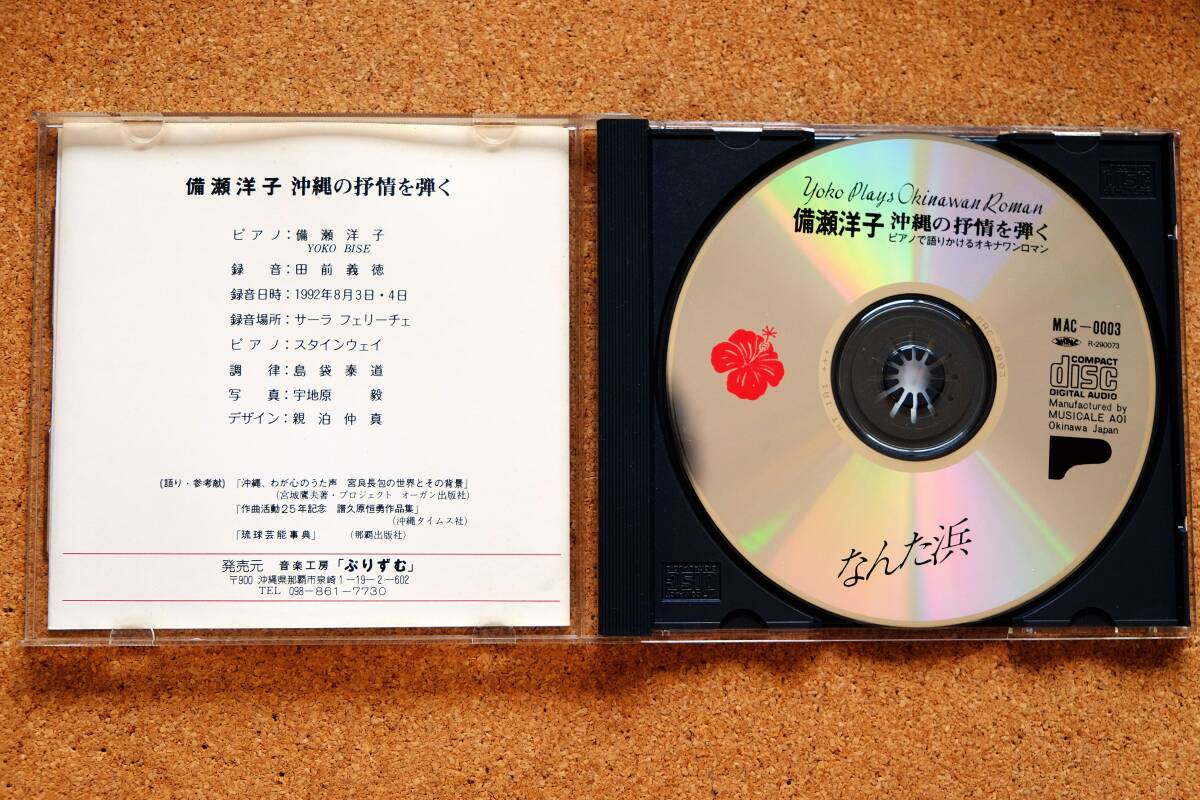 備瀬洋子 沖縄の抒情を弾く
ピアノ：備瀬洋子
YOKO BISE
録音：田前義徳
録音日時：1992年8月3日・4日
録音場所：サーラ フェリーチェ
ピアノ：スタインウェイ
調律：島袋泰道
写真：宇地原 毅
デザイン：親泊仲真
(語り・参考献) 「沖縄、わが心のうた声 宮良長包の世界とその背景」
(宮城鷹夫著・プロジェクト オーガン出版社)
「作曲活動25年記念 譜久原恒勇作品集」
(沖縄タイムス社)
「琉球芸能事典」 (那覇出版社)
発売元 音楽工房「ぷりずむ」
〒900 沖縄県那覇市泉崎1-19-2-602
TEL 098-861-7730
Yoko Plays Okinawan Roman
備瀬洋子 沖縄の抒情を弾く
ピアノで語りかけるオキナワンロマン
MAC-0003
R-290073
COMPACT
disc
DIGITAL AUDIO
Manufactured by
MUSICALE AOI
Okinawa Japan
なんた浜
MAC-0003